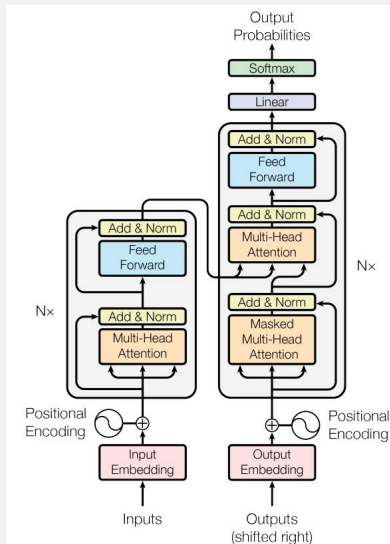 Output
Probabilities
Softmax
Linear
Add & Norm
Feed
Forward
Add & Norm
Multi-Head
Attention
Add & Norm
Masked
Multi-Head
Attention
Nx
Add & Norm
Feed
Forward
Add & Norm
Multi-Head
Attention
Nx
Positional
Encoding
Positional
Encoding
Input
Embedding
Output
Embedding
Inputs
Outputs
(shifted right)